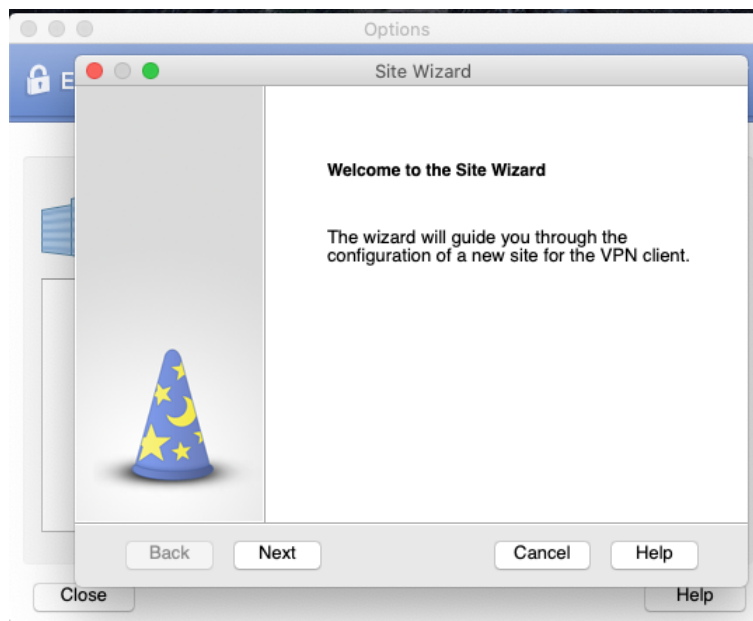 Options
E
Site Wizard
Welcome to the Site Wizard
The wizard will guide you through the
configuration of a new site for the VPN client.
Back
Next
Cancel
Help
Close
Help